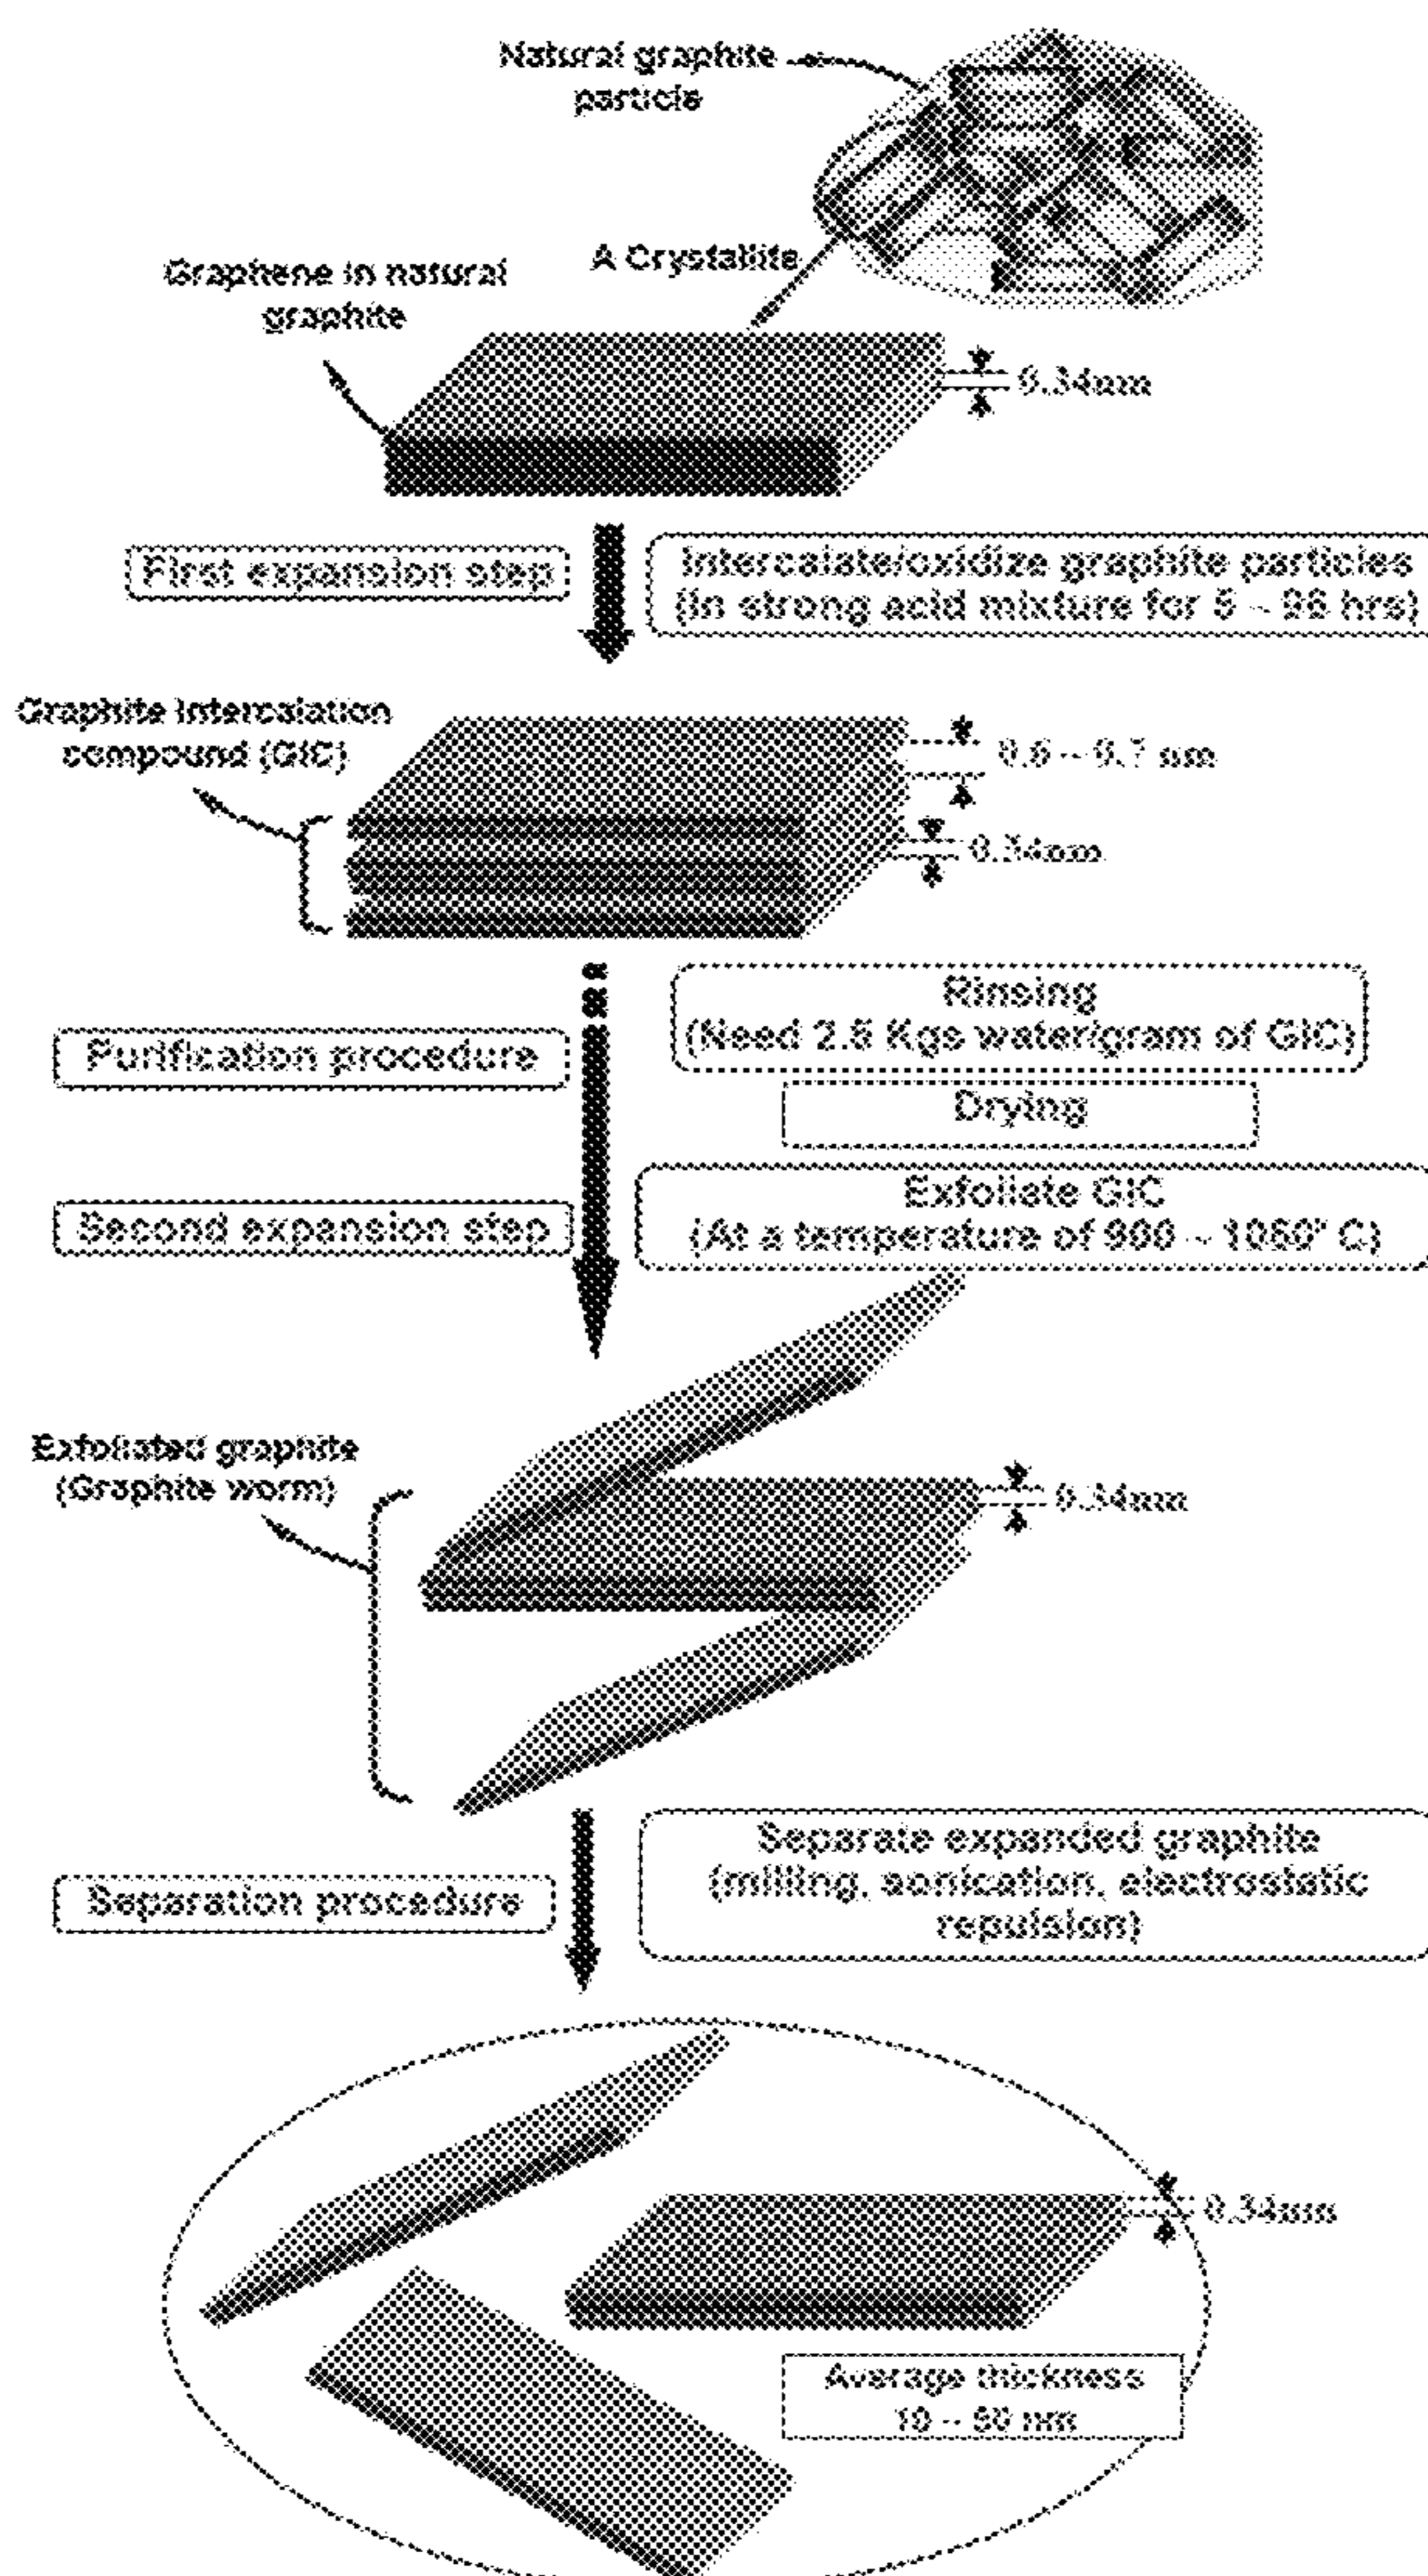 Natural graphite
particle
A Crystallite
Graphene in natural
graphite
0.34nm
First expansion step
Intercalate/oxidize graphite particles
(in strong acid mixture for 5 ~ 96 hrs)
Graphite intercalation
compound (GIC)
0.6 ~ 0.7 nm
0.34nm
Purification procedure
Rinsing
(Need 2.5 Kgs water/gram of GIC)
Drying
Second expansion step
Exfoliate GIC
(At a temperature of 900 ~ 1050° C)
Exfoliated graphite
(Graphite worm)
0.34nm
Separation procedure
Separate expanded graphite
(milling, sonication, electrostatic
repulsion)
0.34nm
Average thickness
nm